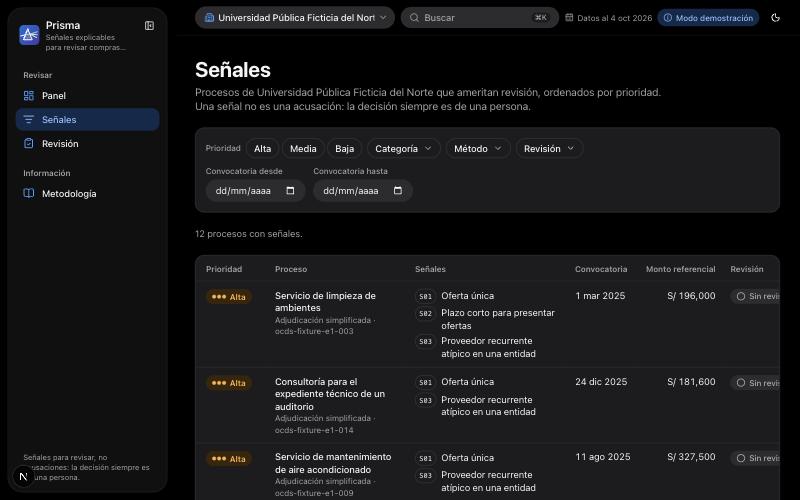 Prisma
Señales explicables
para revisar compras...
Revisar
Panel
Señales
Revisión
Información
Metodología
Señales para revisar, no
usaciones: la decisión siempre es
una persona.
N
Universidad Pública Ficticia del Nort
Buscar
⌘K
Datos al 4 oct 2026
Modo demostración
Señales
Procesos de Universidad Pública Ficticia del Norte que ameritan revisión, ordenados por prioridad.
Una señal no es una acusación: la decisión siempre es de una persona.
Prioridad Alta Media Baja Categoría Método Revisión
Convocatoria desde Convocatoria hasta
dd/mm/aaaa dd/mm/aaaa
12 procesos con señales.
Prioridad Proceso Señales Convocatoria Monto referencial Revisión
Alta
Servicio de limpieza de
ambientes
Adjudicación simplificada ·
ocds-fixture-e1-003
S01 Oferta única
S02 Plazo corto para presentar
ofertas
S03 Proveedor recurrente
atípico en una entidad
1 mar 2025
S/ 196,000
Sin revis
Alta
Consultoría para el
expediente técnico de un
auditorio
Adjudicación simplificada ·
ocds-fixture-e1-014
S01 Oferta única
S03 Proveedor recurrente
atípico en una entidad
24 dic 2025
S/ 181,600
Sin revis
Alta
Servicio de mantenimiento
de aire acondicionado
Adjudicación simplificada ·
ocds-fixture-e1-009
S01 Oferta única
S03 Proveedor recurrente
atípico en una entidad
11 ago 2025
S/ 327,500
Sin revis